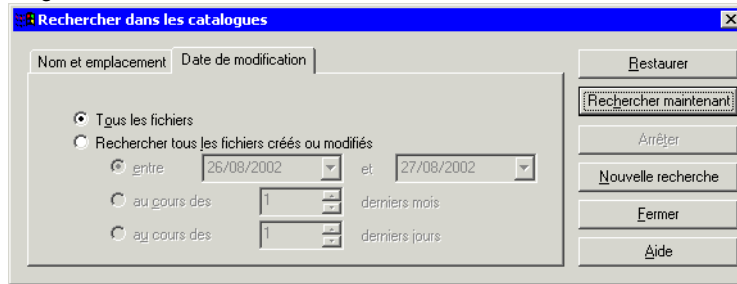 Rechercher dans les catalogues
Nom et emplacement
Date de modification
Tous les fichiers
Rechercher tous les fichiers créés ou modifiés
entre 26/08/2002 et 27/08/2002
au cours des 1 derniers mois
au cours des 1 derniers jours
Restaurer
Rechercher maintenant
Arrêter
Nouvelle recherche
Fermer
Aide